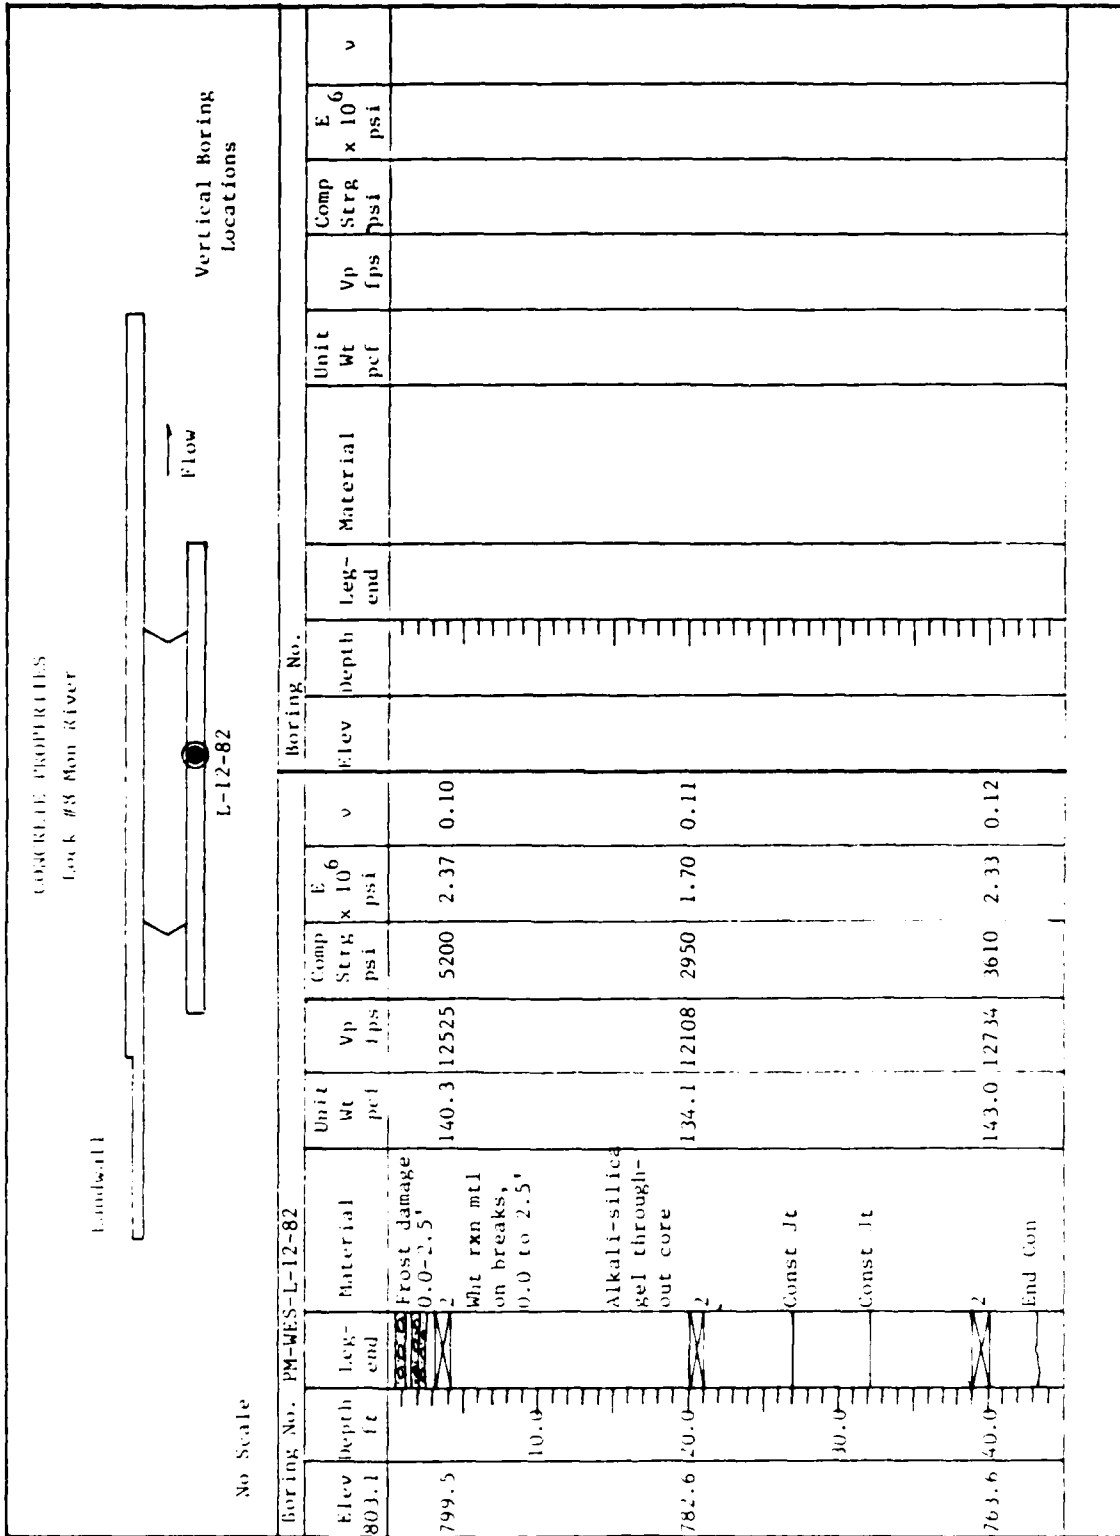 CONCRETE PROPERTIES
Lock #8 Mon River
Landwall
Flow
L-12-82
No Scale
Vertical Boring
Locations
Boring No. PM-WES-L-12-82
Boring No.
Elev Depth Leg- Material Unit Vp Comp E ν
803.1 ft end Wt fps Strg x 10⁶
pcf psi psi
Elev Depth Leg- Material Unit Vp Comp E ν
end Wt fps Strg x 10⁶
pcf psi psi
Frost damage
0.0-2.5'
799.5 2 140.3 12525 5200 2.37 0.10
Wht rxn mtl
on breaks,
0.0 to 2.5'
10.0
Alkali-silica
gel through-
out core
782.6 20.0 2 134.1 12108 2950 1.70 0.11
Const Jt
30.0
Const Jt
763.6 40.0 2 143.0 12734 3610 2.33 0.12
End Con